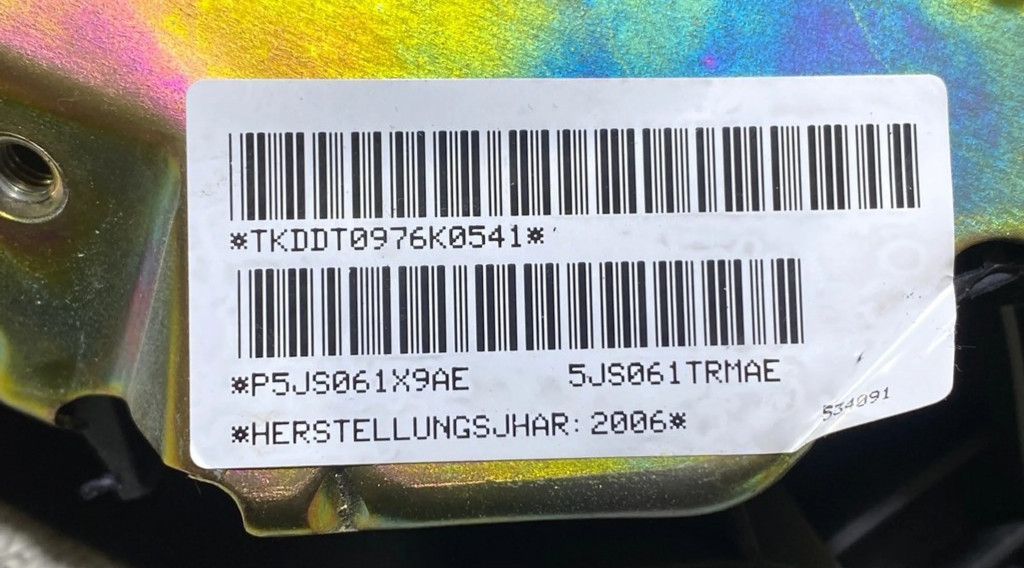 *TKDDT0976K0541*
*P5JS061X9AE 5JS061TRMAE
*HERSTELLUNGSJHAR: 2006*
534091